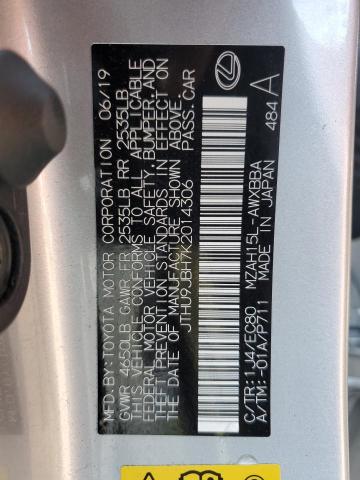 MFD. BY: TOYOTA MOTOR CORPORATION 06/19
GVWR 4650LB GAWR FR 2535LB RR 2535LB
THIS VEHICLE CONFORMS TO ALL APPLICABLE
FEDERAL MOTOR VEHICLE SAFETY, BUMPER, AND
THEFT PREVENTION STANDARDS IN EFFECT ON
THE DATE OF MANUFACTURE SHOWN ABOVE.
JTHU9JBH7K2014306 PASS. CAR
C/TR: 1J4/EC80 MZAH15L-AWXBBA
A/TM: -01A/P711 MADE IN JAPAN
484 A